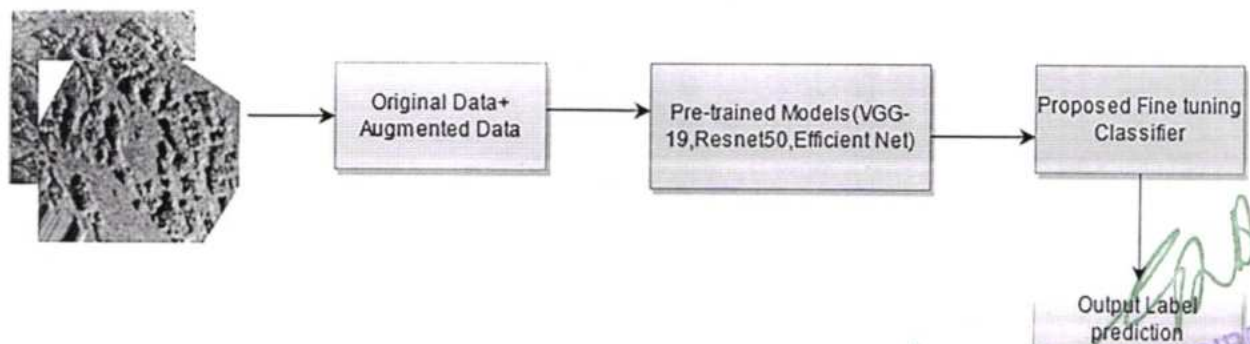 Original Data+
Augmented Data
Pre-trained Models(VGG-
19,Resnet50,Efficient Net)
Proposed Fine tuning
Classifier
Output Label
prediction